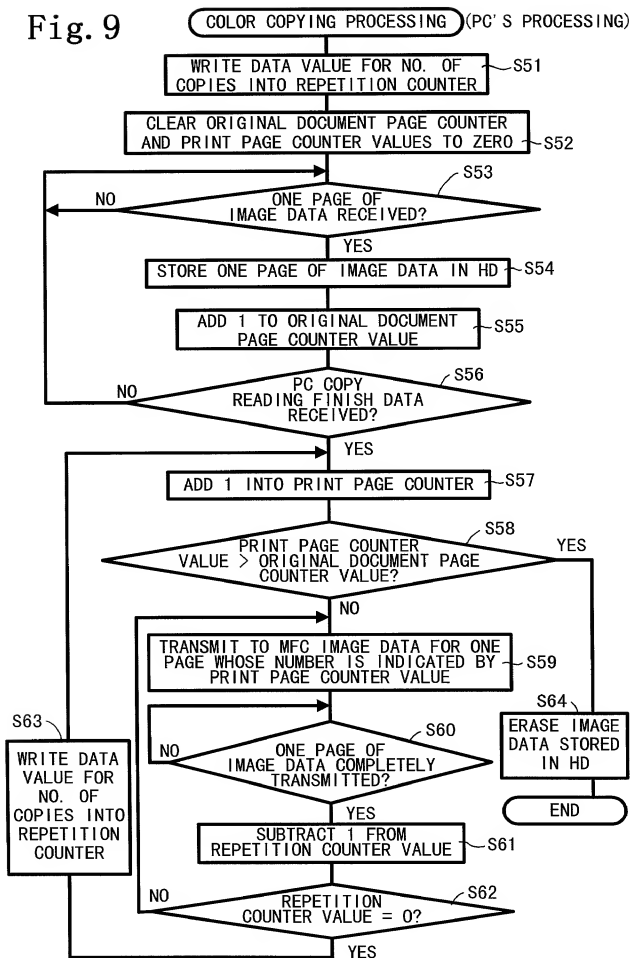 Fig. 9
COLOR COPYING PROCESSING
(PC'S PROCESSING)
WRITE DATA VALUE FOR NO. OF
COPIES INTO REPETITION COUNTER
S51
CLEAR ORIGINAL DOCUMENT PAGE COUNTER
AND PRINT PAGE COUNTER VALUES TO ZERO
S52
S53
NO
ONE PAGE OF
IMAGE DATA RECEIVED?
YES
STORE ONE PAGE OF IMAGE DATA IN HD
S54
ADD 1 TO ORIGINAL DOCUMENT
PAGE COUNTER VALUE
S55
S56
NO
PC COPY
READING FINISH DATA
RECEIVED?
YES
ADD 1 INTO PRINT PAGE COUNTER
S57
S58
PRINT PAGE COUNTER
VALUE > ORIGINAL DOCUMENT PAGE
COUNTER VALUE?
YES
NO
TRANSMIT TO MFC IMAGE DATA FOR ONE
PAGE WHOSE NUMBER IS INDICATED BY
PRINT PAGE COUNTER VALUE
S59
S60
NO
ONE PAGE OF
IMAGE DATA COMPLETELY
TRANSMITTED?
YES
SUBTRACT 1 FROM
REPETITION COUNTER VALUE
S61
S62
NO
REPETITION
COUNTER VALUE = 0?
YES
S63
WRITE DATA
VALUE FOR
NO. OF
COPIES INTO
REPETITION
COUNTER
S64
ERASE IMAGE
DATA STORED
IN HD
END